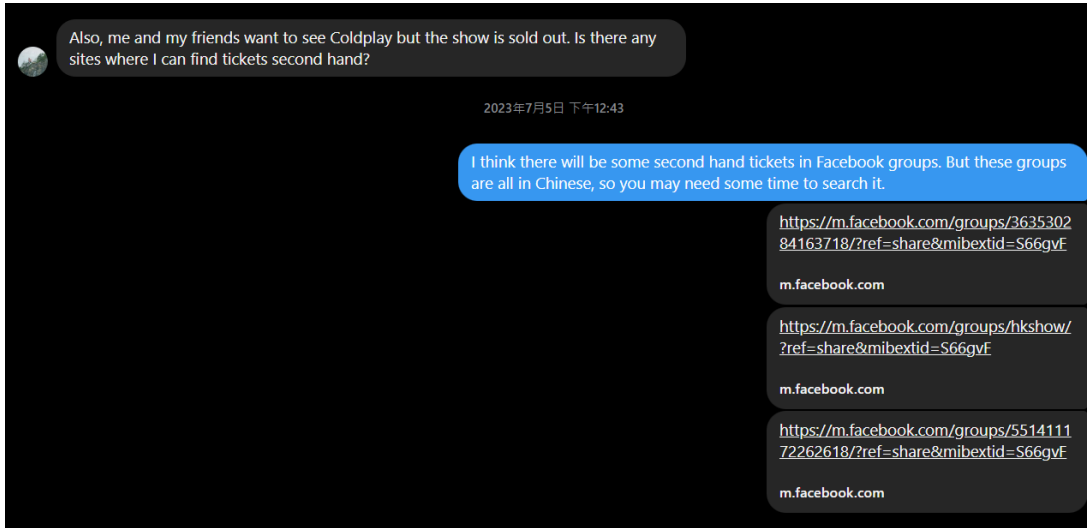 Also, me and my friends want to see Coldplay but the show is sold out. Is there any
sites where I can find tickets second hand?
2023年7月5日 下午12:43
I think there will be some second hand tickets in Facebook groups. But these groups
are all in Chinese, so you may need some time to search it.
https://m.facebook.com/groups/3635302
84163718/?ref=share&mibextid=S66gvF
m.facebook.com
https://m.facebook.com/groups/hkshow/
?ref=share&mibextid=S66gvF
m.facebook.com
https://m.facebook.com/groups/5514111
72262618/?ref=share&mibextid=S66gvF
m.facebook.com